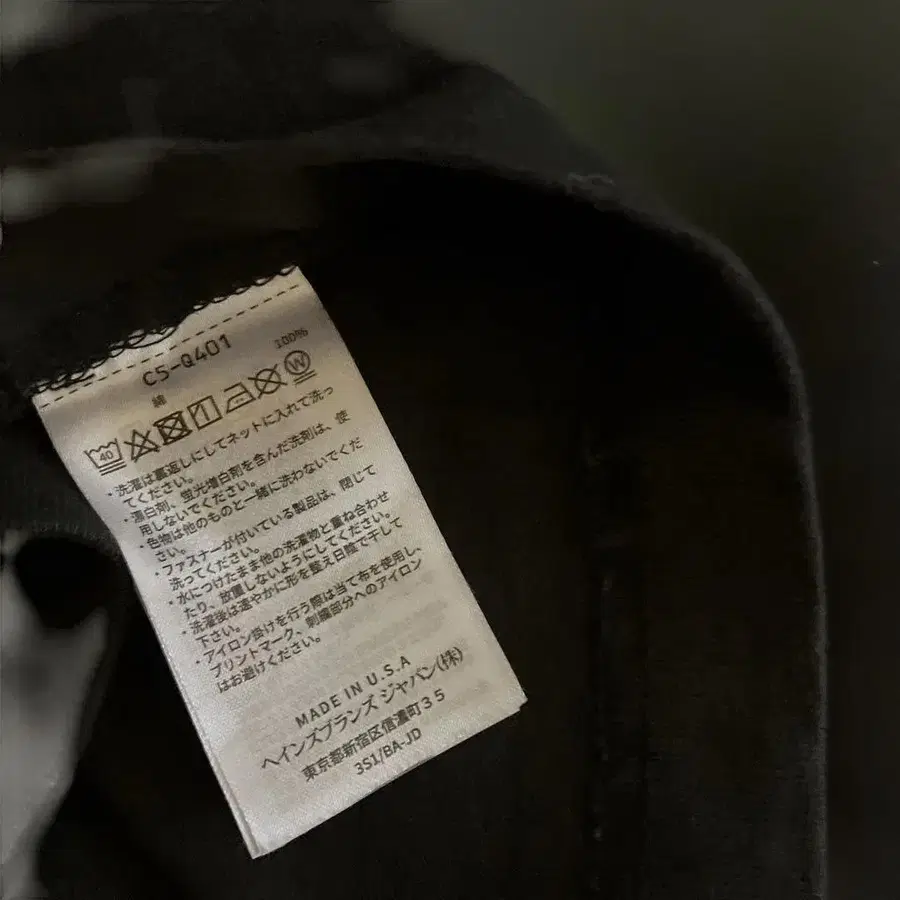 C5-Q401
綿 100%
40 W
・洗濯は裏返しにしてネットに入れて洗っ
てください。
・漂白剤、蛍光増白剤を含んだ洗剤は、使
用しないでください。
・色物は他のものと一緒に洗わないでくだ
さい。
・ファスナーが付いている製品は、閉じて
洗ってください。
・水につけたまま他の洗濯物と重ね合わせ
たり、放置しないようにしてください。
・洗濯後は速やかに形を整え日陰で干して
下さい。
・アイロン掛けを行う際は当て布を使用し、
プリントマーク、刺繍部分へのアイロン
はお避けください。
MADE IN U.S.A
ヘインズブランズ ジャパン(株)
東京都新宿区信濃町35
3S1/BA-JD